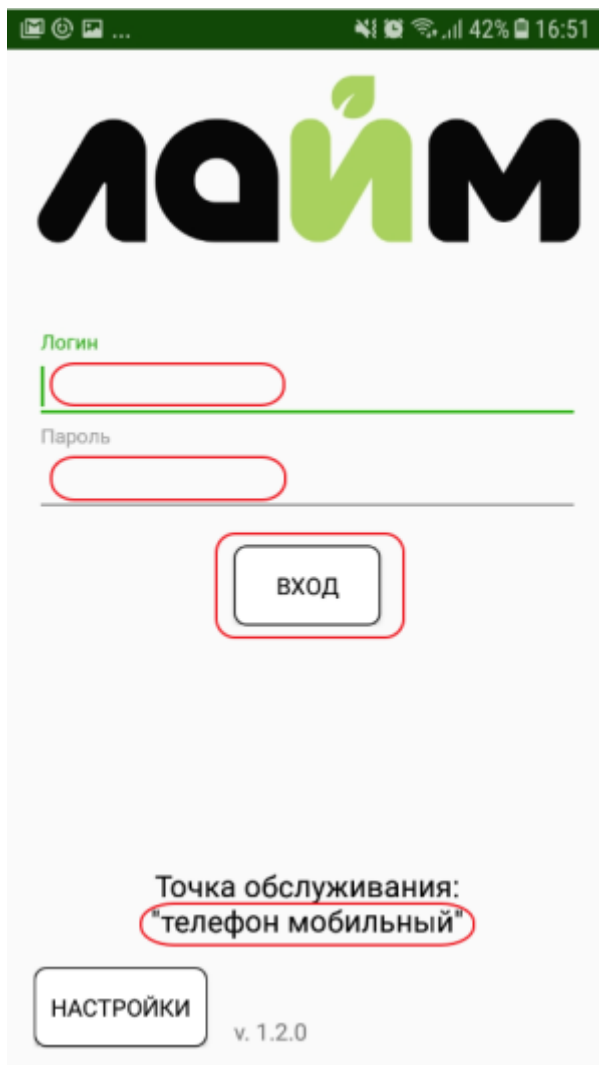 ... 42% 16:51
лайм
Логин
Пароль
ВХОД
Точка обслуживания:
"телефон мобильный"
НАСТРОЙКИ
v. 1.2.0